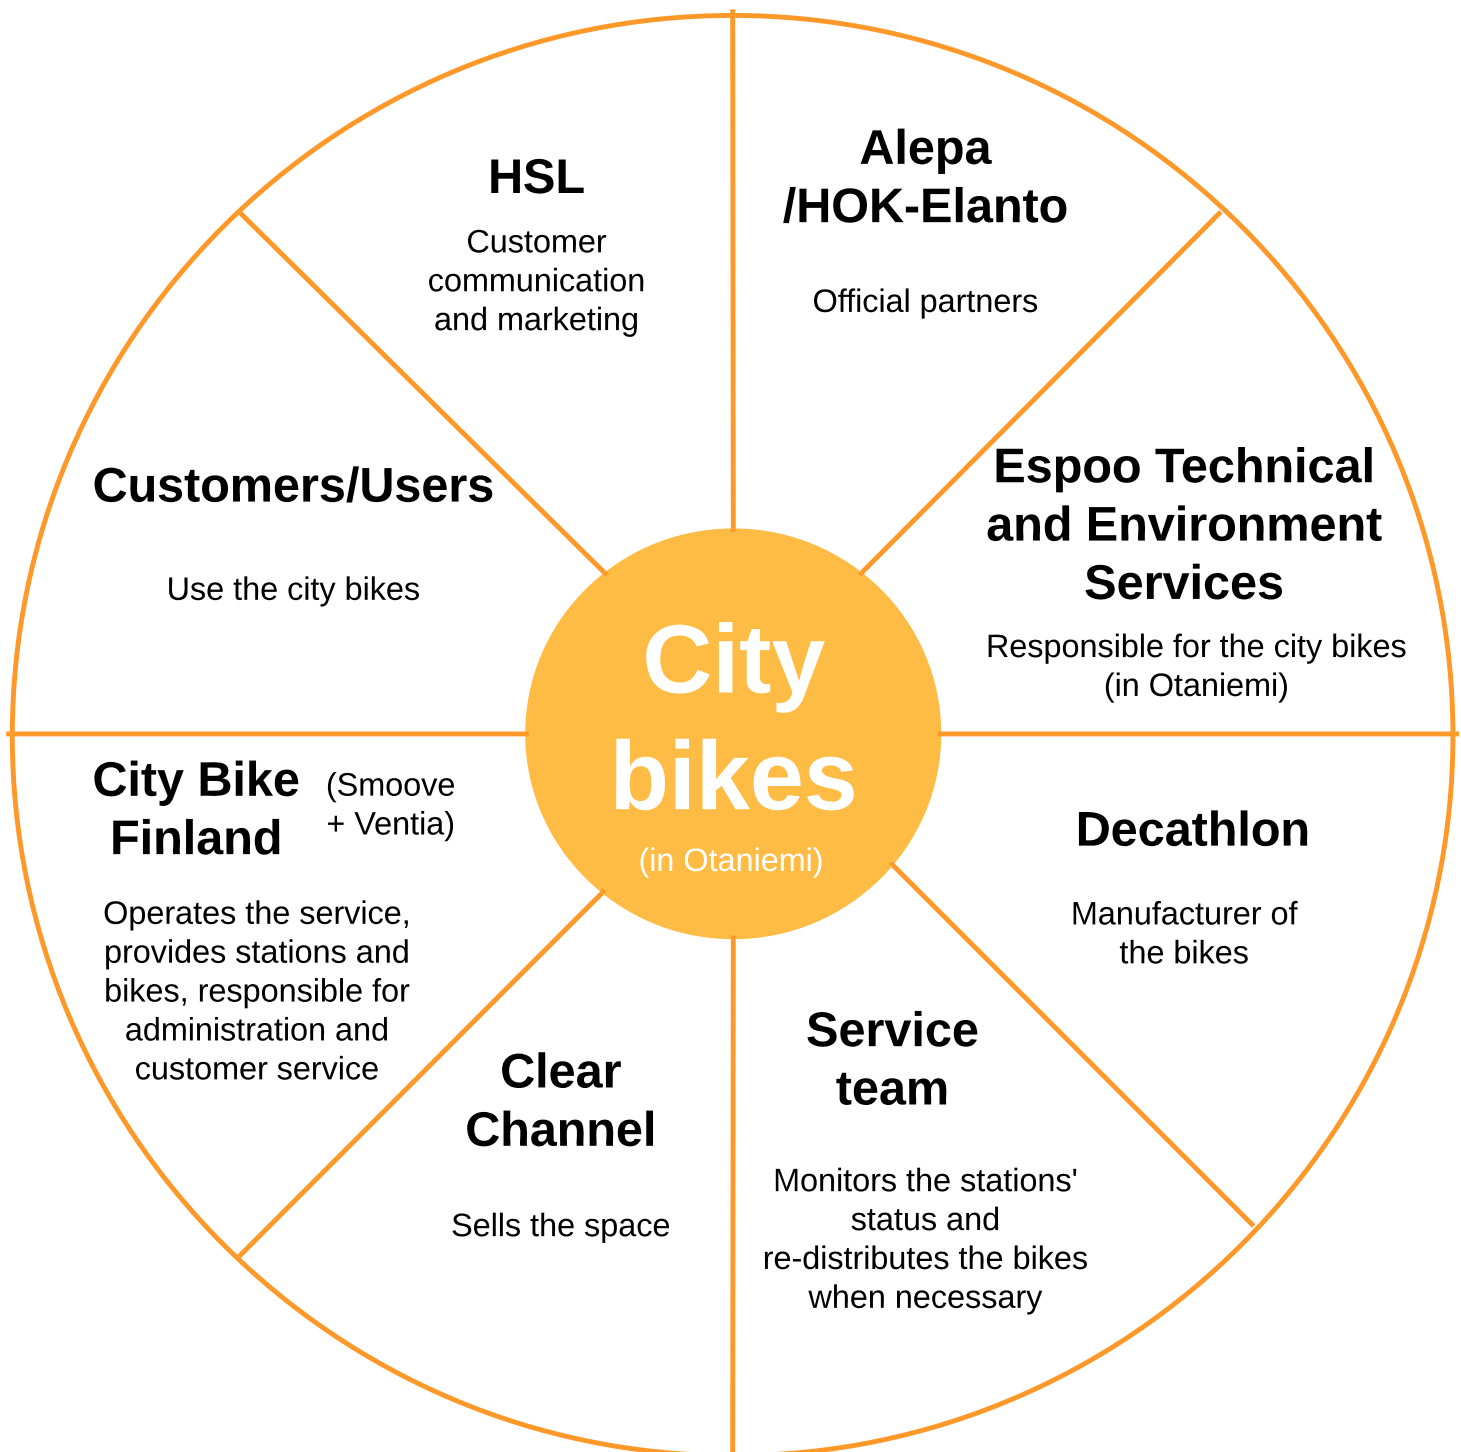 HSL
Customer
communication
and marketing
Alepa
/HOK-Elanto
Official partners
Espoo Technical
and Environment
Services
Responsible for the city bikes
(in Otaniemi)
Customers/Users
Use the city bikes
City
bikes
(in Otaniemi)
City Bike
Finland
(Smoove
+ Ventia)
Operates the service,
provides stations and
bikes, responsible for
administration and
customer service
Decathlon
Manufacturer of
the bikes
Clear
Channel
Sells the space
Service
team
Monitors the stations'
status and
re-distributes the bikes
when necessary